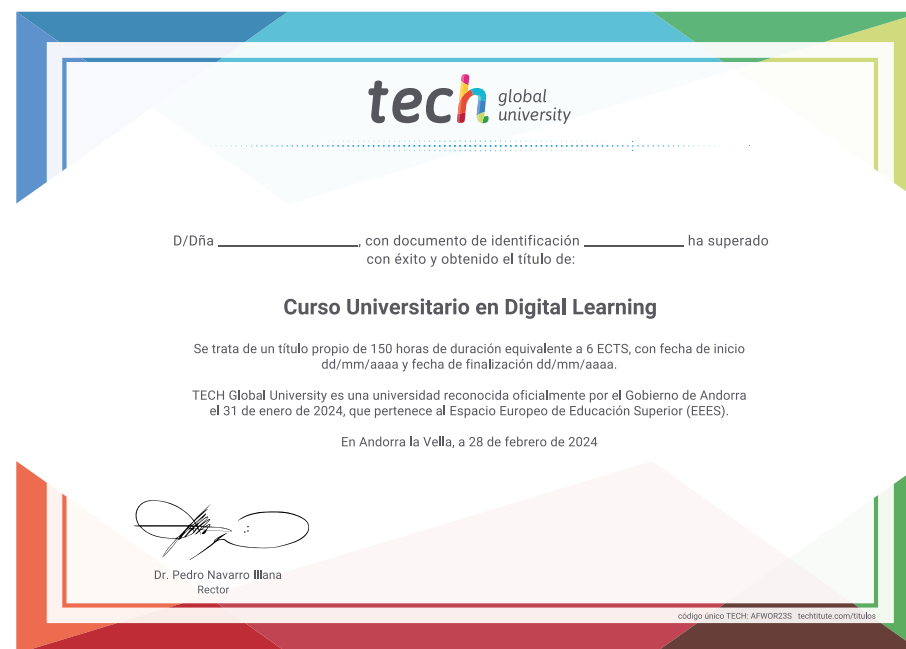 tech global university
D/Dña ____________________, con documento de identificación ______________ ha superado
con éxito y obtenido el título de:
Curso Universitario en Digital Learning
Se trata de un título propio de 150 horas de duración equivalente a 6 ECTS, con fecha de inicio
dd/mm/aaaa y fecha de finalización dd/mm/aaaa.
TECH Global University es una universidad reconocida oficialmente por el Gobierno de Andorra
el 31 de enero de 2024, que pertenece al Espacio Europeo de Educación Superior (EEES).
En Andorra la Vella, a 28 de febrero de 2024
Dr. Pedro Navarro Illana
Rector
código único TECH: AFWOR23S techtitute.com/titulos